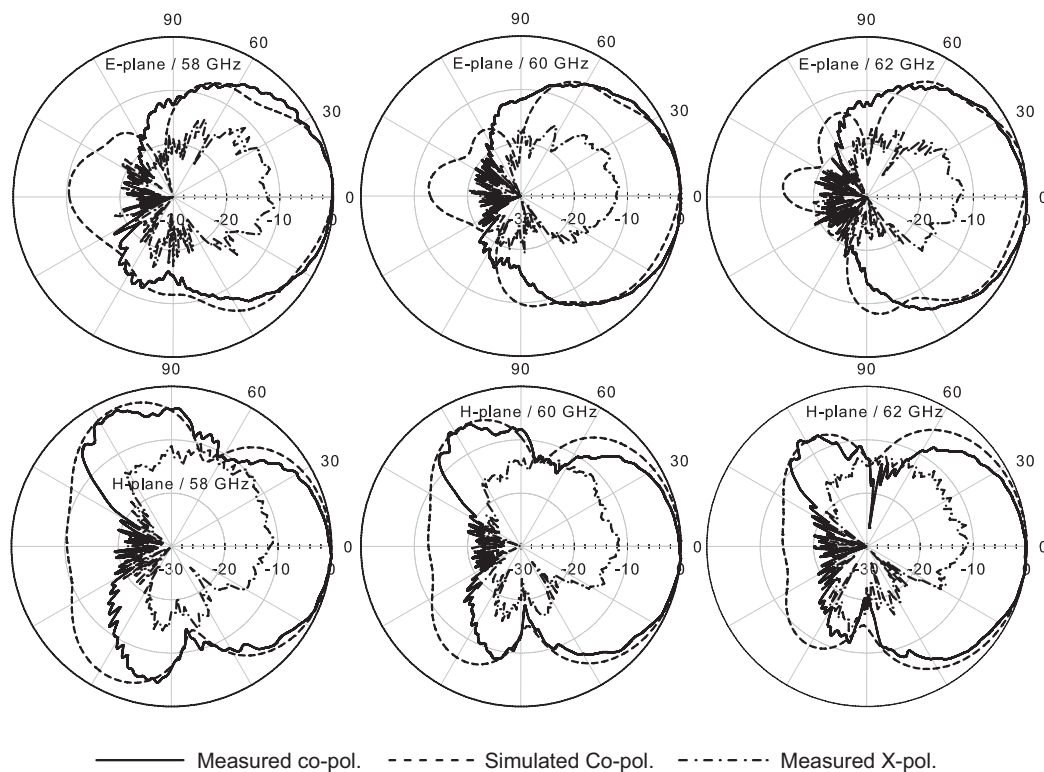 90 90 90
60 60 60
E-plane / 58 GHz E-plane / 60 GHz E-plane / 62 GHz
30 30 30
0 0 0
-30 -20 -10 0 -30 -20 -10 0 -30 -20 -10 0
90 90 90
60 60 60
H-plane / 60 GHz H-plane / 62 GHz
30 30 30
H-plane / 58 GHz
0 0 0
-30 -20 -10 0 -30 -20 -10 0 -30 -20 -10 0
Measured co-pol. Simulated Co-pol. Measured X-pol.